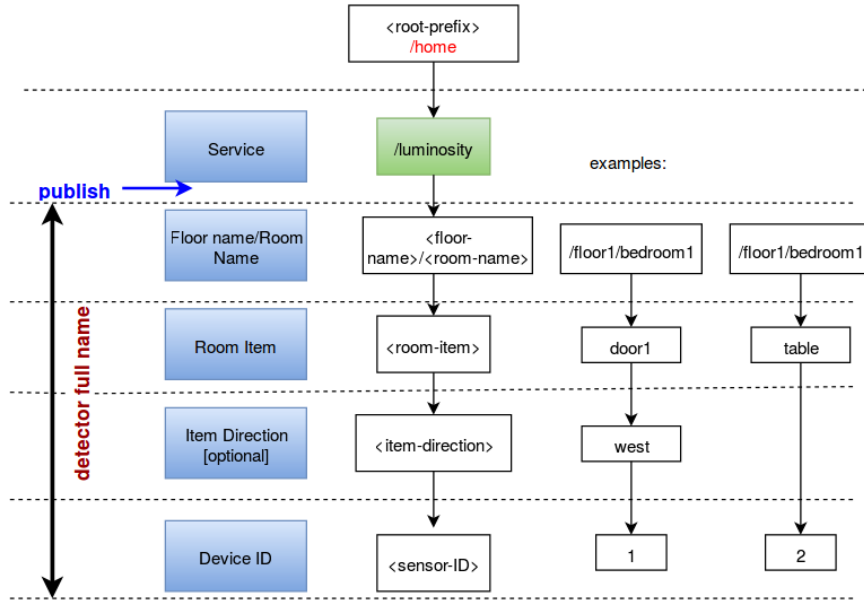 <root-prefix>
/home
Service
/luminosity
examples:
publish
Floor name/Room
Name
<floor-
name>/<room-name>
/floor1/bedroom1
/floor1/bedroom1
detector full name
Room Item
<room-item>
door1
table
Item Direction
[optional]
<item-direction>
west
Device ID
<sensor-ID>
1
2